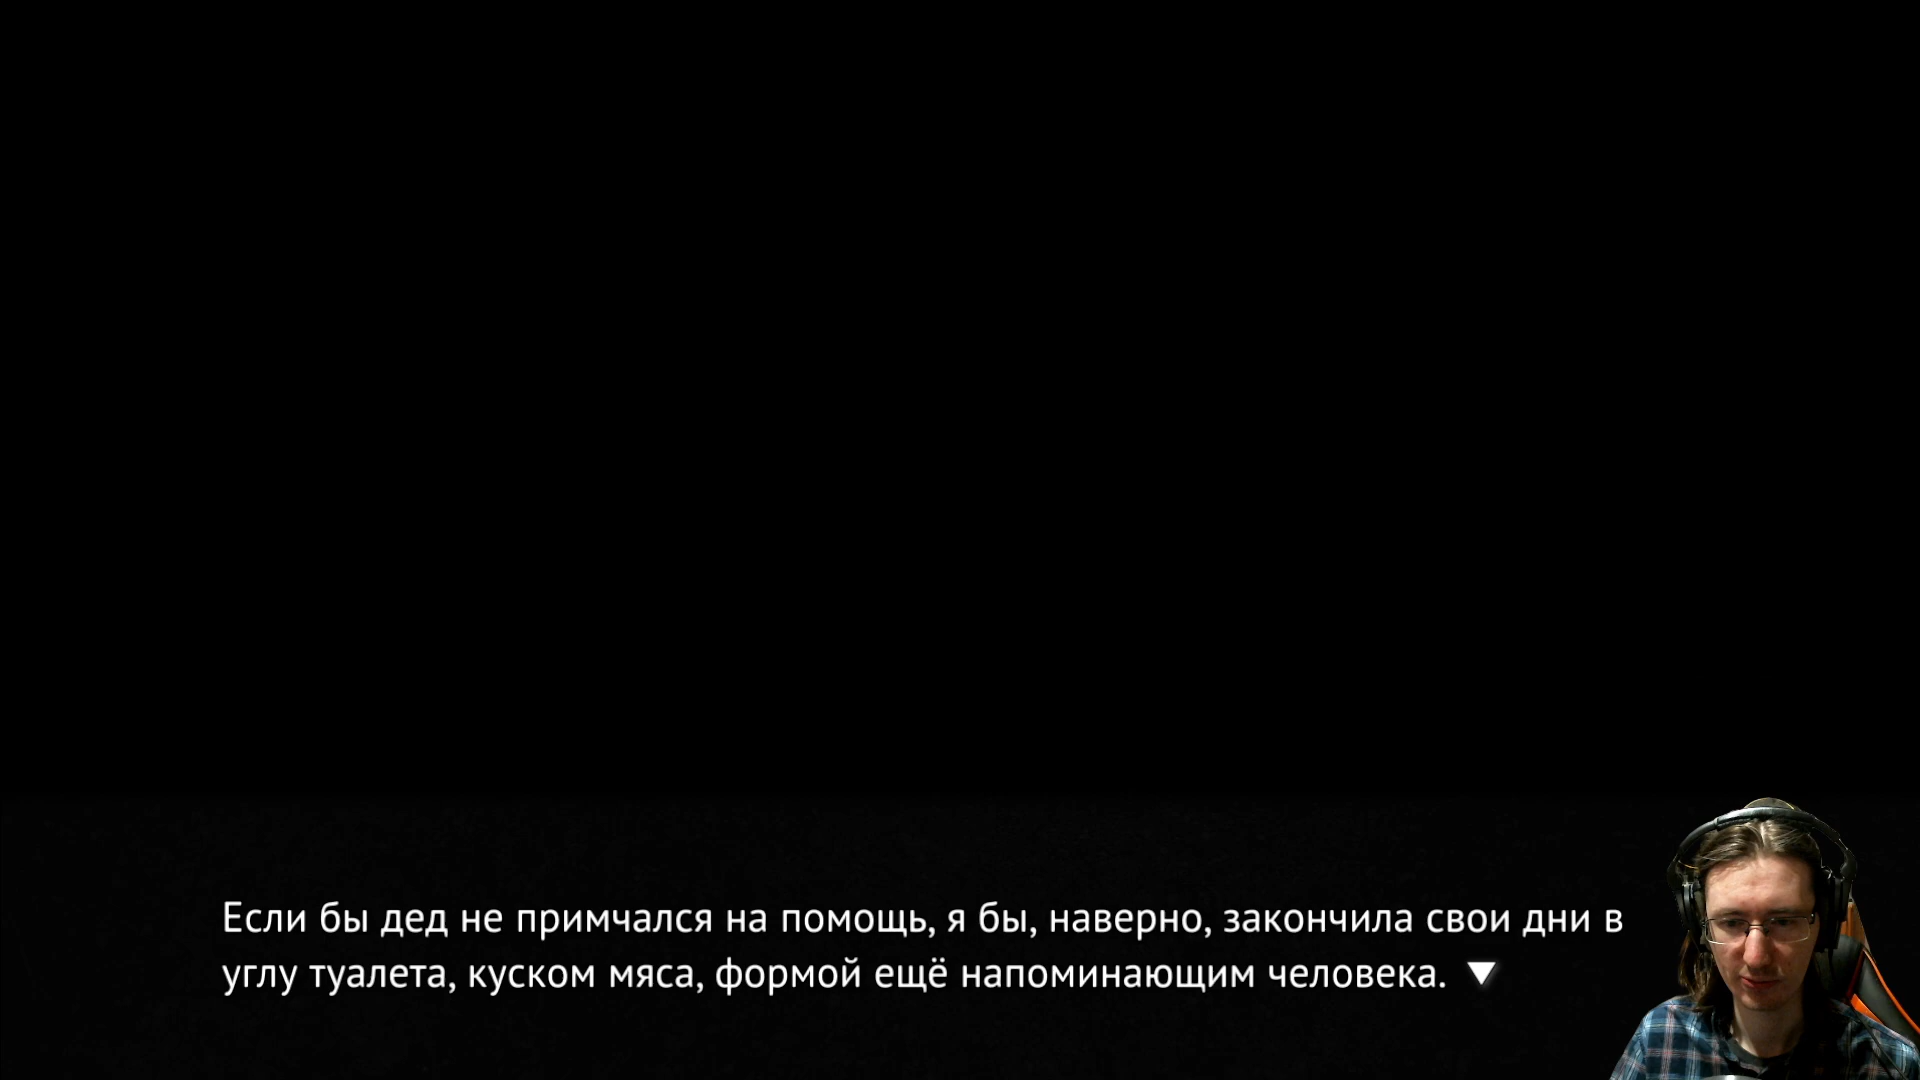 Если бы дед не примчался на помощь, я бы, наверно, закончила свои дни в
углу туалета, куском мяса, формой ещё напоминающим человека.